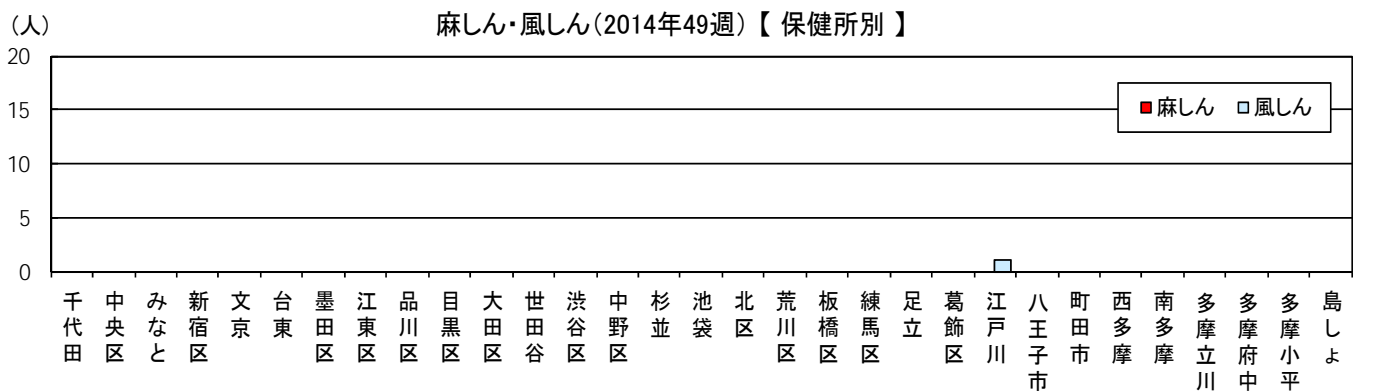 (人)
麻しん・風しん(2014年49週)【 保健所別 】
20
15
10
5
0
麻しん 風しん
千代田
中央区
みなと
新宿区
文京
台東
墨田区
江東区
品川区
目黒区
大田区
世田谷
渋谷区
中野区
杉並
池袋
北区
荒川区
板橋区
練馬区
足立
葛飾区
江戸川
八王子市
町田市
西多摩
南多摩
多摩立川
多摩府中
多摩小平
島しょ